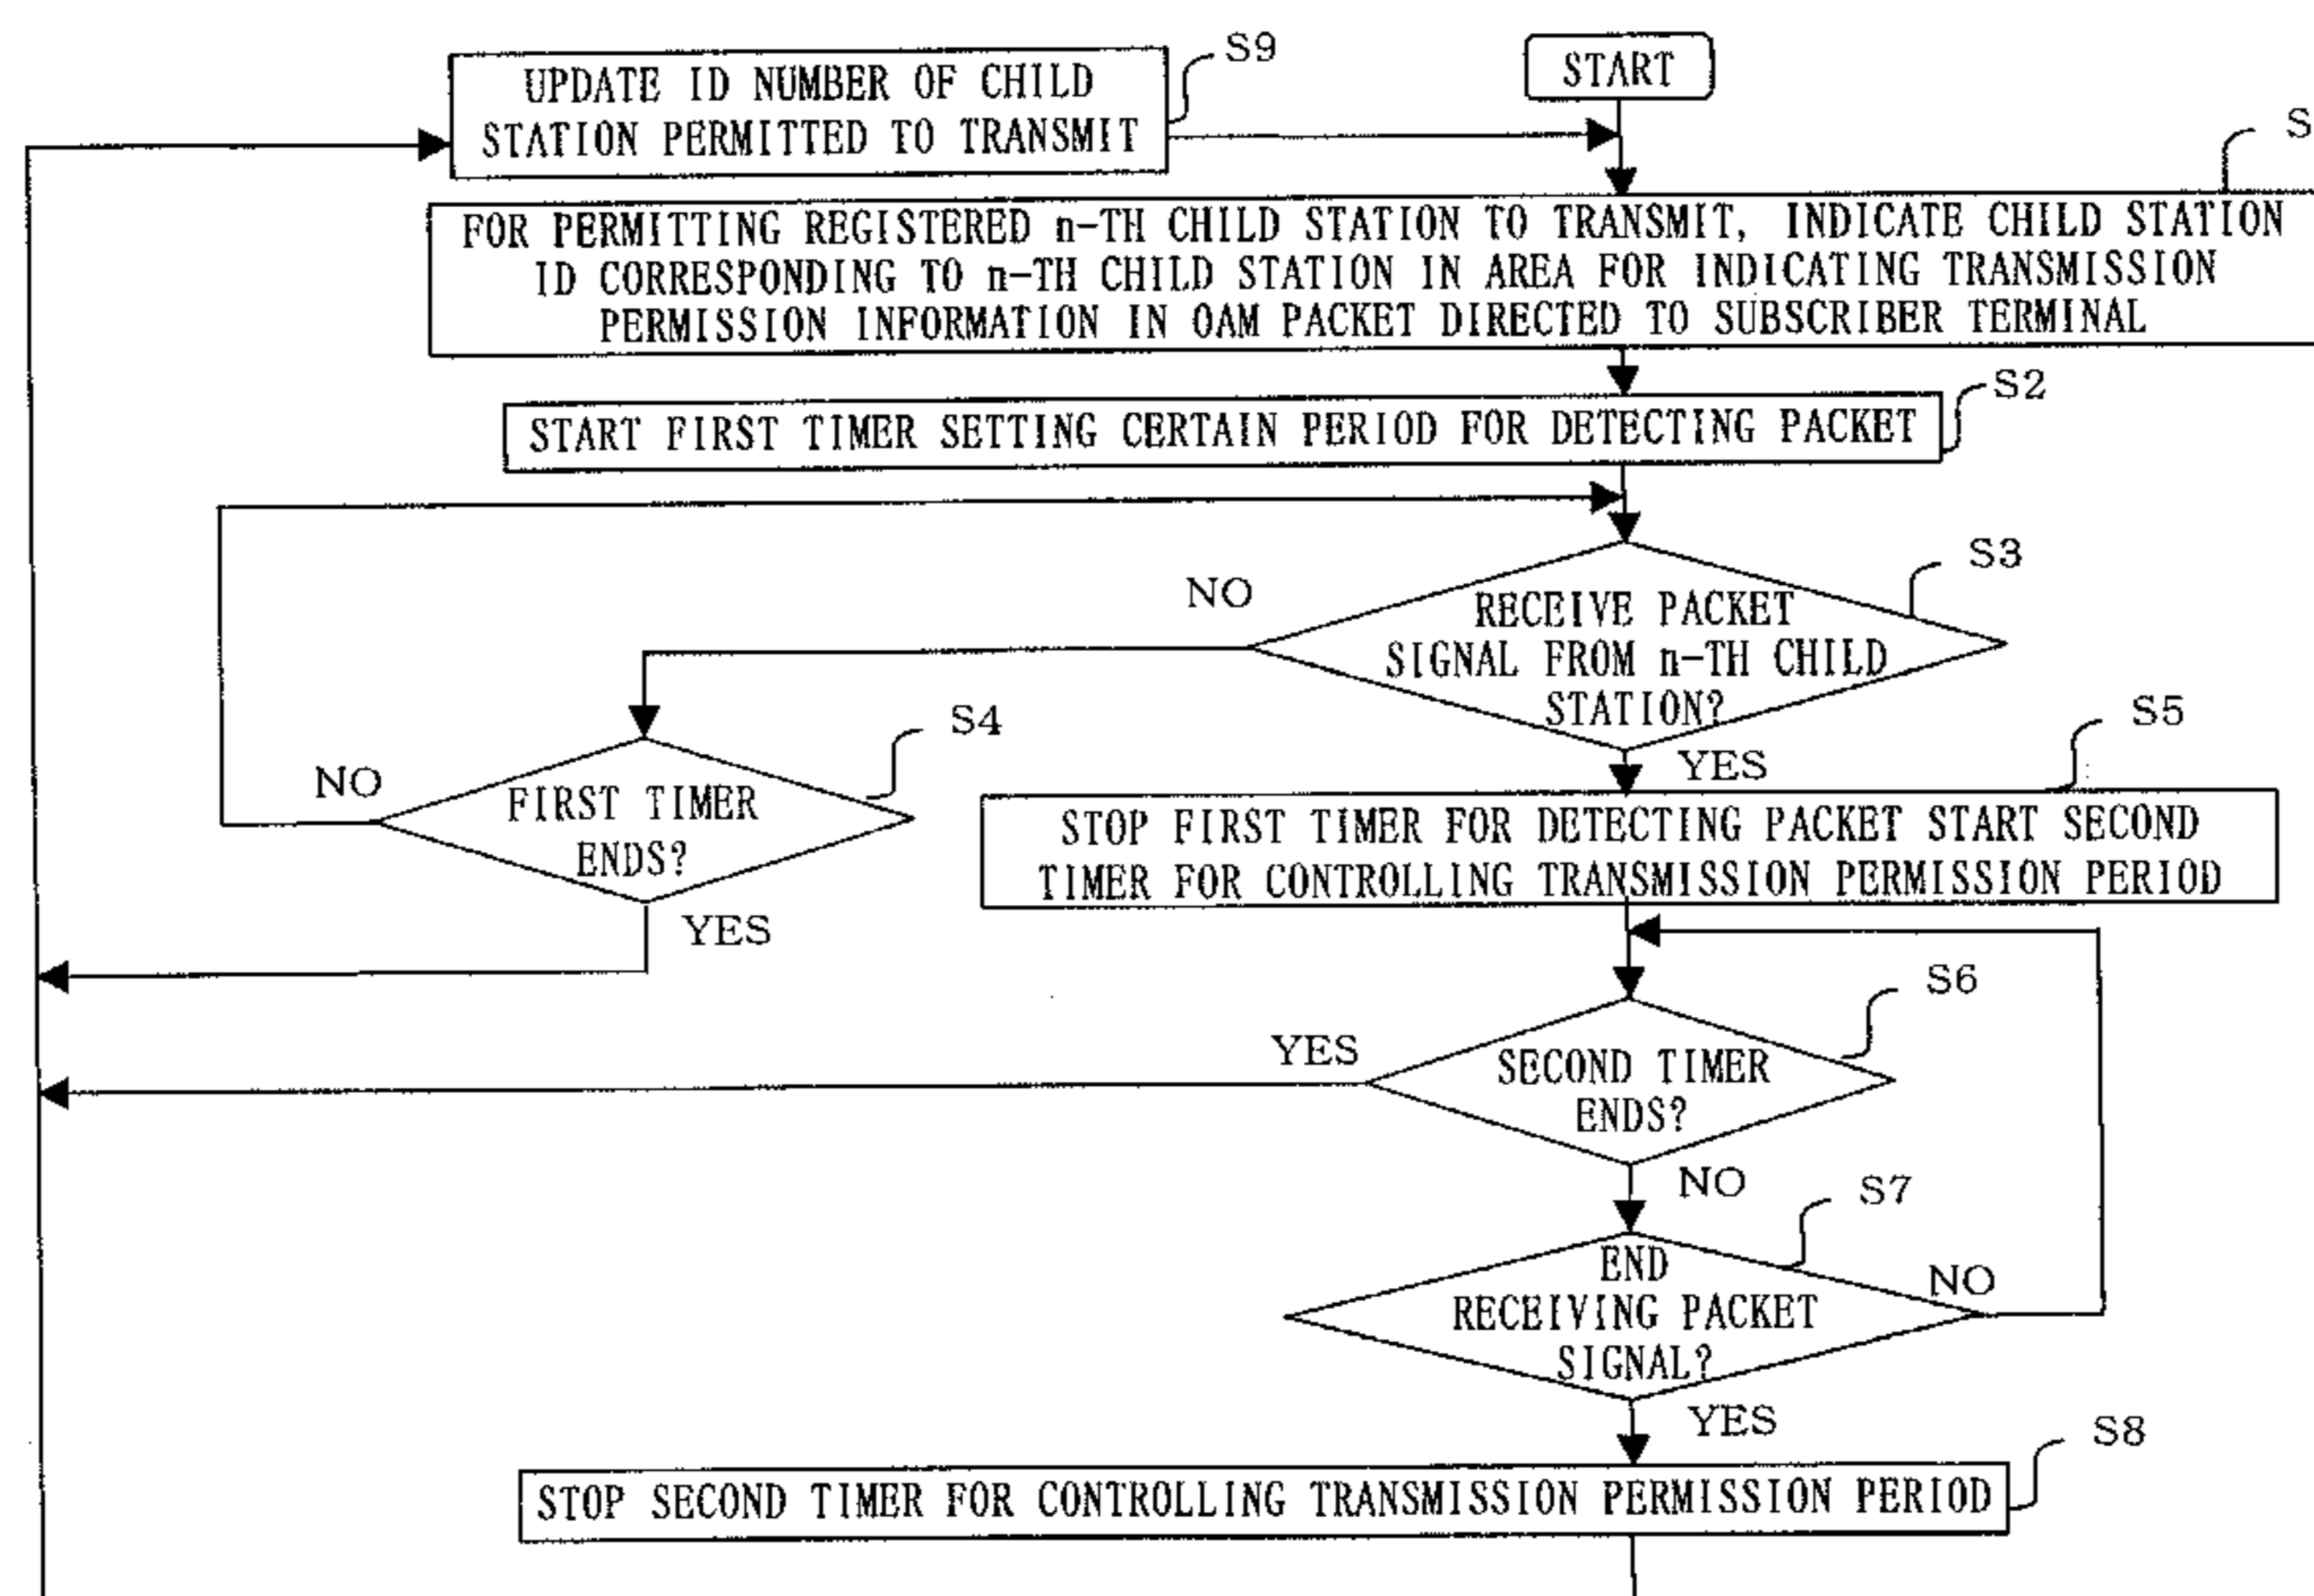 S9
START
UPDATE ID NUMBER OF CHILD
STATION PERMITTED TO TRANSMIT
S
FOR PERMITTING REGISTERED n-TH CHILD STATION TO TRANSMIT, INDICATE CHILD STATION
ID CORRESPONDING TO n-TH CHILD STATION IN AREA FOR INDICATING TRANSMISSION
PERMISSION INFORMATION IN OAM PACKET DIRECTED TO SUBSCRIBER TERMINAL
S2
START FIRST TIMER SETTING CERTAIN PERIOD FOR DETECTING PACKET
S3
NO
RECEIVE PACKET
SIGNAL FROM n-TH CHILD
STATION?
YES
S4
NO
FIRST TIMER
ENDS?
YES
S5
STOP FIRST TIMER FOR DETECTING PACKET START SECOND
TIMER FOR CONTROLLING TRANSMISSION PERMISSION PERIOD
S6
YES
SECOND TIMER
ENDS?
NO
S7
END
RECEIVING PACKET
SIGNAL?
NO
YES
S8
STOP SECOND TIMER FOR CONTROLLING TRANSMISSION PERMISSION PERIOD